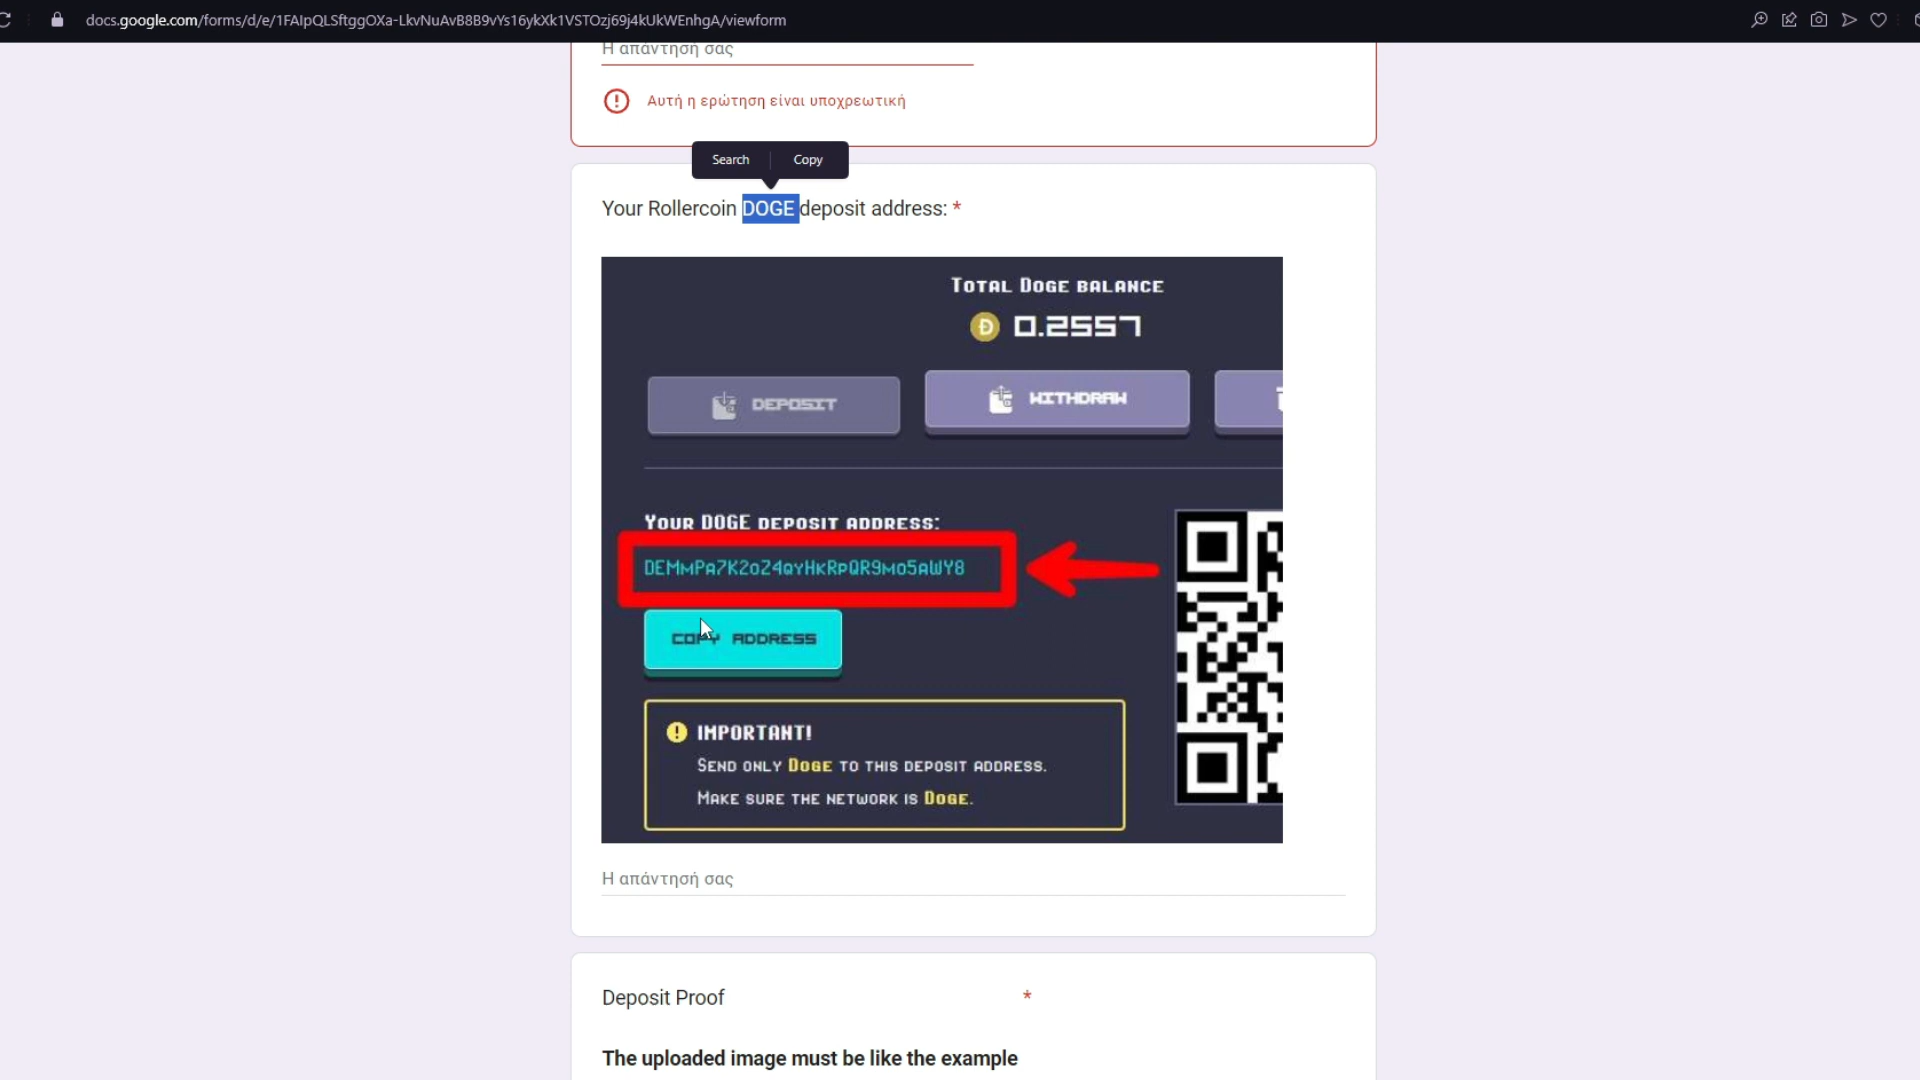 docs.google.com/forms/d/e/1FAIpQLSftggOXa-LkvNuAvB8B9vYs16ykXk1VSTOzj69j4kUkWEnhgA/viewform
Η απάντησή σας
Αυτή η ερώτηση είναι υποχρεωτική
Search Copy
Your Rollercoin DOGE deposit address: *
Total Doge balance
0.2557
DEPOSIT WITHDRAW
Your DOGE deposit address:
DEMmPa7K2oZ4qyHkRpQR9mo5aWY8
COPY ADDRESS
IMPORTANT!
Send only Doge to this deposit address.
Make sure the network is Doge.
Η απάντησή σας
Deposit Proof *
The uploaded image must be like the example